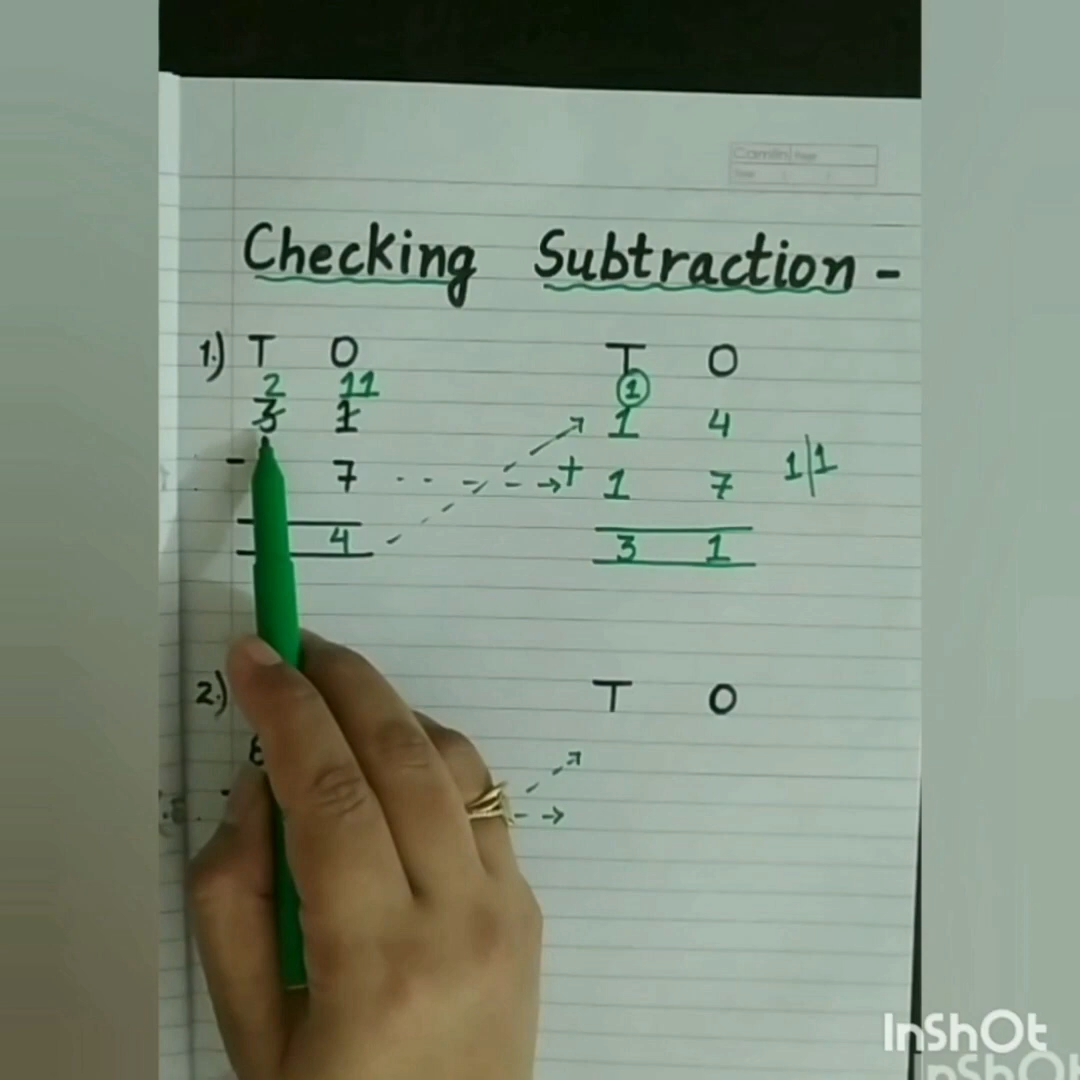 Checking Subtraction -
1.) T O T O
2 11 1
3 1 1 4
- 7 + 1 7 1|1
4 3 1
2.) T O
InShOt